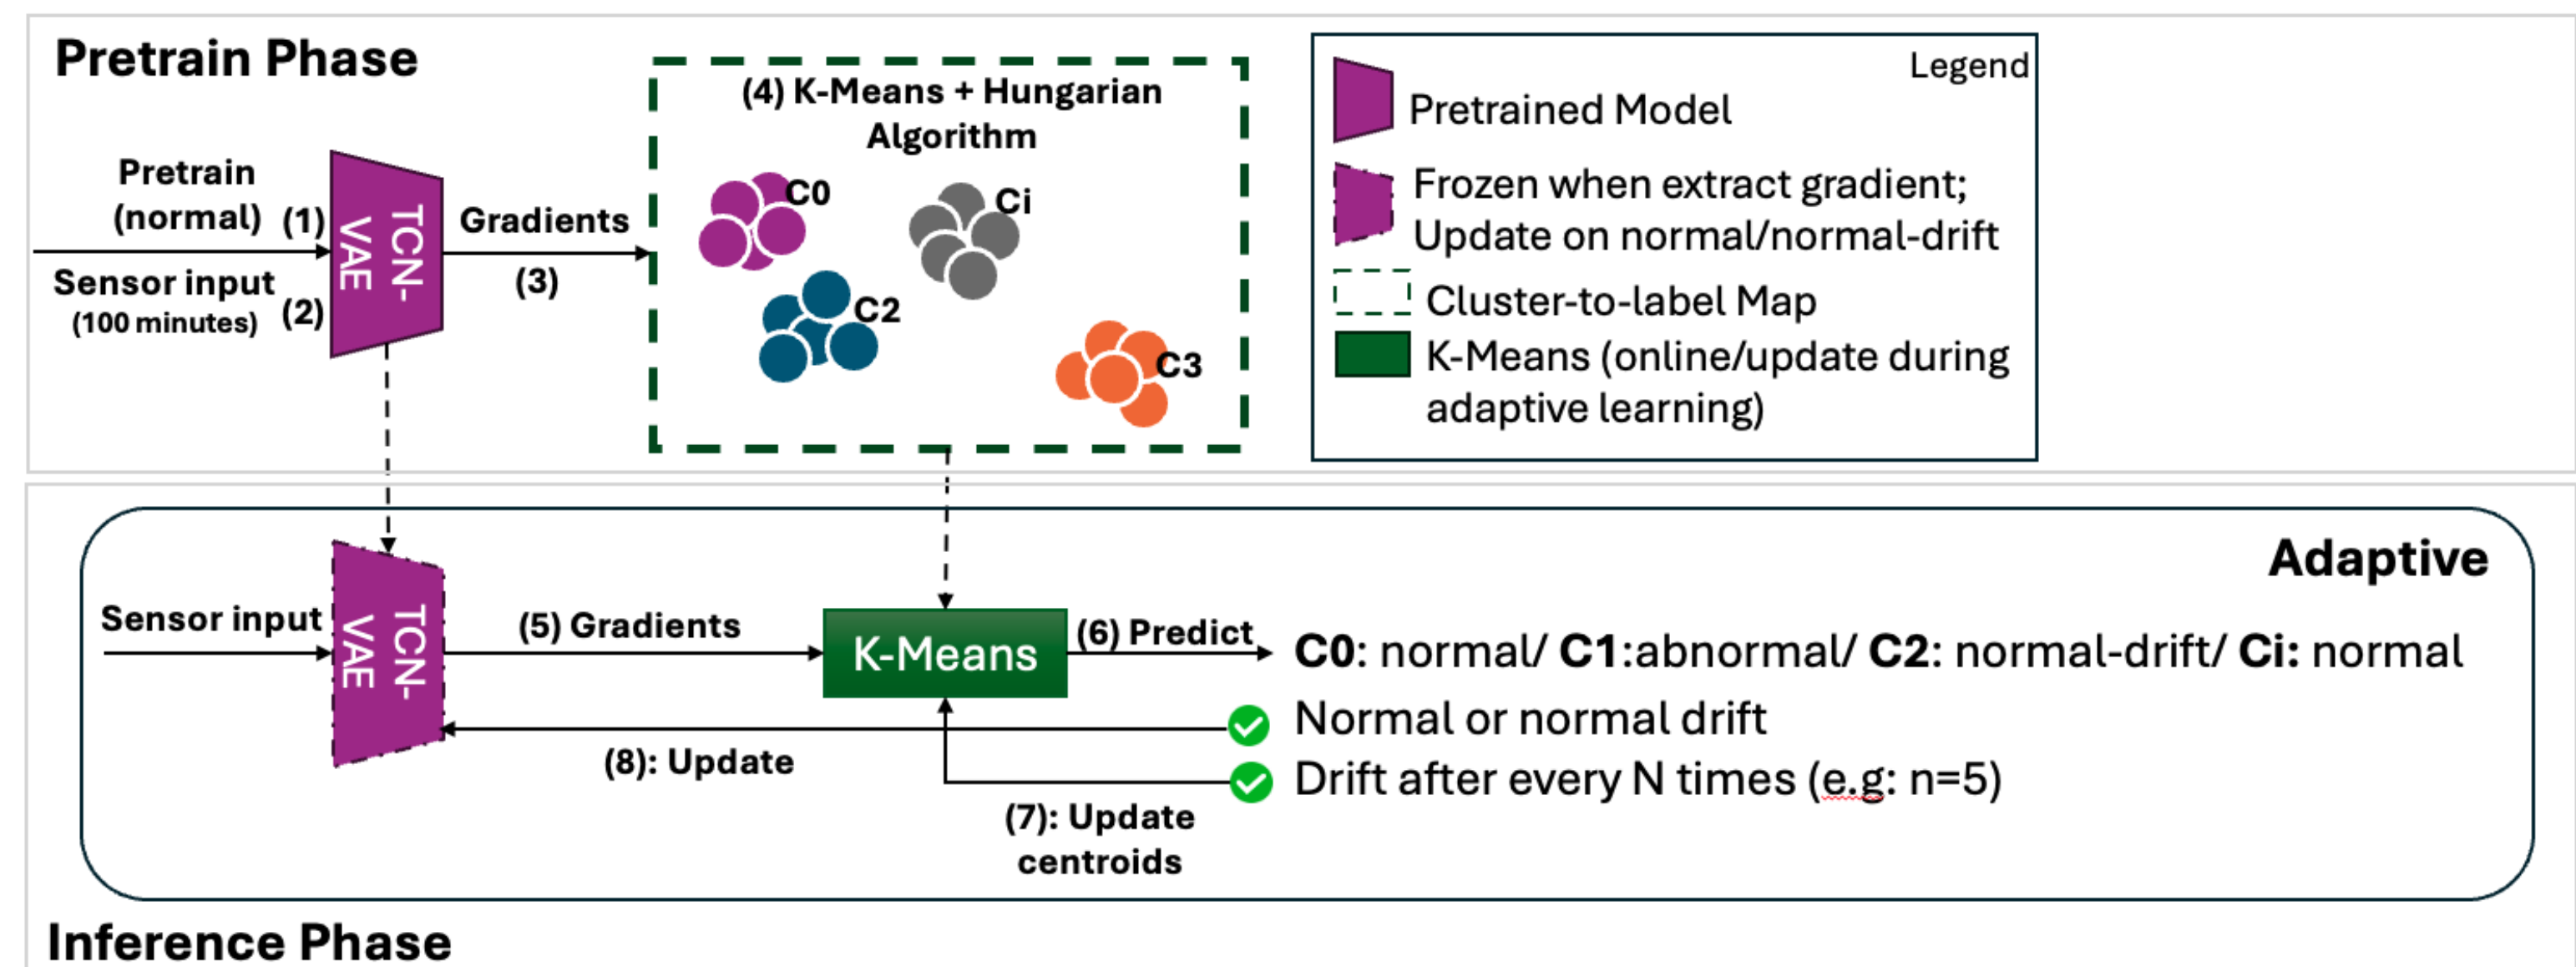 Pretrain Phase
(4) K-Means + Hungarian
Algorithm
Pretrain
(normal) (1)
Sensor input
(100 minutes) (2)
TCN-
VAE
Gradients
(3)
C0
Ci
C2
C3
Legend
Pretrained Model
Frozen when extract gradient;
Update on normal/normal-drift
Cluster-to-label Map
K-Means (online/update during
adaptive learning)
Adaptive
Sensor input
TCN-
VAE
(5) Gradients
K-Means
(6) Predict
C0: normal/ C1:abnormal/ C2: normal-drift/ Ci: normal
Normal or normal drift
(8): Update
Drift after every N times (e.g: n=5)
(7): Update
centroids
Inference Phase